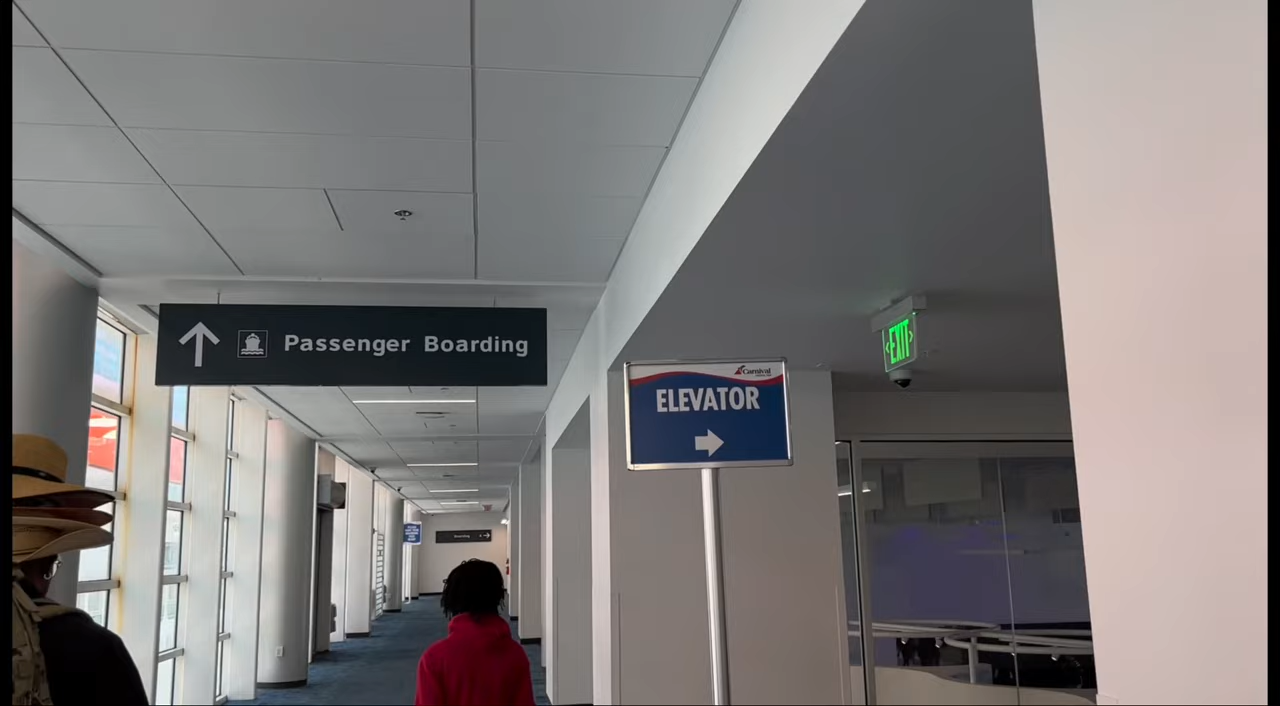 Passenger Boarding
Carnival
ELEVATOR
EXIT
Boarding